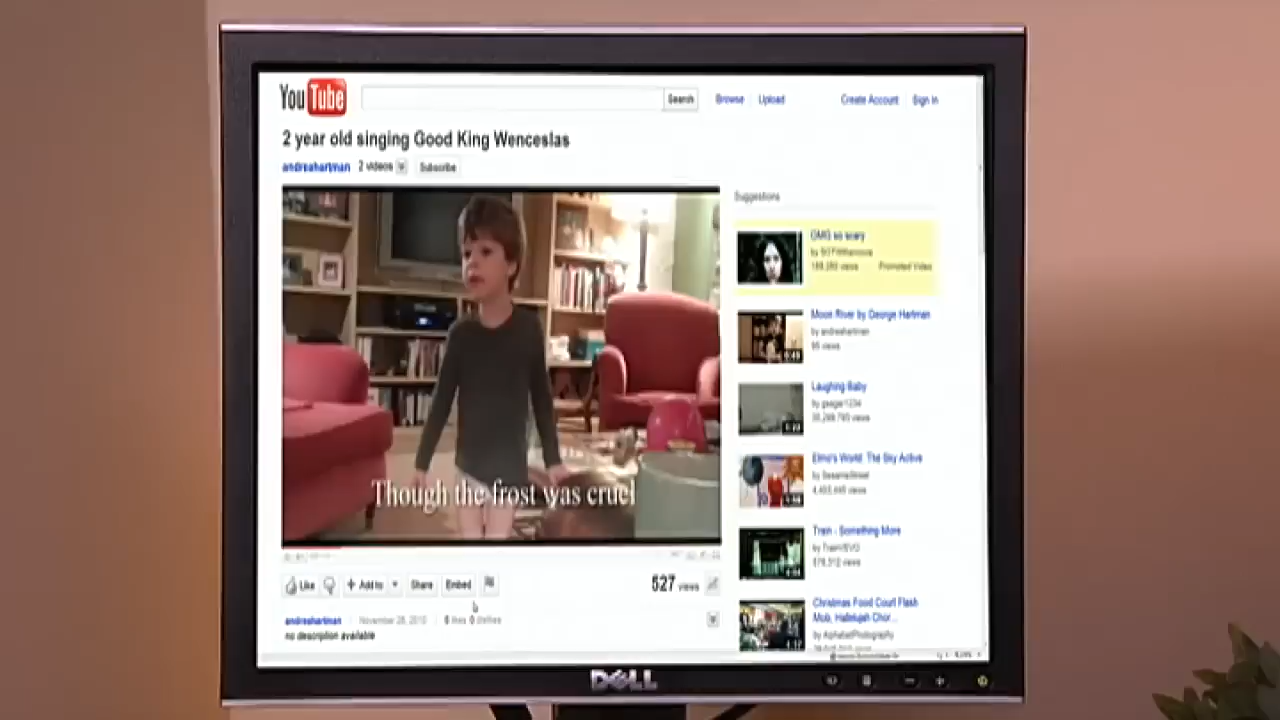 YouTube
Search
Browse
Upload
Create Account
Sign In
2 year old singing Good King Wenceslas
andreahartman 2 videos
Subscribe
Suggestions
OMG so scary
Promoted Video
Moon River by George Hartman
by andreahartman
95 views
Laughing Baby
Elmo's World: The Sky Active
by SesameStreet
Train - Something More
Christmas Food Court Flash
Mob, Hallelujah Chor...
by AlphabetPhotography
Though the frost was cruel
Like
Add to
Share
Embed
527 views
andreahartman
no description available
DELL